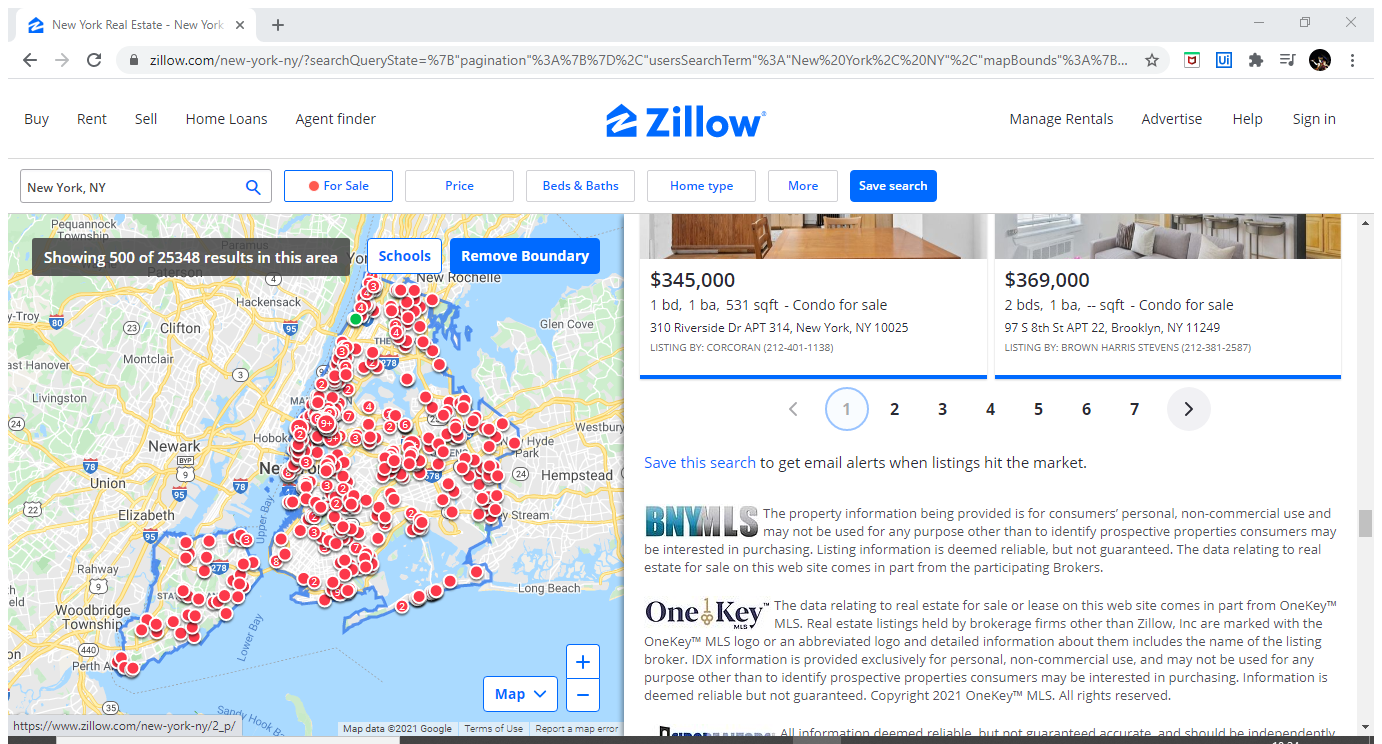 New York Real Estate - New York
zillow.com/new-york-ny/?searchQueryState=%7B"pagination"%3A%7B%7D%2C"usersSearchTerm"%3A"New%20York%2C%20NY"%2C"mapBounds"%3A%7B...
Buy Rent Sell Home Loans Agent finder
Zillow
Manage Rentals Advertise Help Sign in
New York, NY
For Sale Price Beds & Baths Home type More Save search
Pequannock
Township
Showing 500 of 25348 results in this area
Schools
Remove Boundary
New Rochelle
Hackensack
-Troy
Clifton
Glen Cove
Montclair
East Hanover
Livingston
Westbury
Hyde
Park
Newark
Hempstead
Union
Elizabeth
Upper Bay
y Stream
Rahway
Long Beach
Woodbridge
Township
Lower Bay
Perth A
Sandy Hook Ba
Map
https://www.zillow.com/new-york-ny/2_p/
Map data ©2021 Google Terms of Use Report a map error
$345,000
1 bd, 1 ba, 531 sqft - Condo for sale
310 Riverside Dr APT 314, New York, NY 10025
LISTING BY: CORCORAN (212-401-1138)
$369,000
2 bds, 1 ba, -- sqft - Condo for sale
97 S 8th St APT 22, Brooklyn, NY 11249
LISTING BY: BROWN HARRIS STEVENS (212-381-2587)
1 2 3 4 5 6 7
Save this search to get email alerts when listings hit the market.
BNYMLS The property information being provided is for consumers’ personal, non-commercial use and
may not be used for any purpose other than to identify prospective properties consumers may
be interested in purchasing. Listing information is deemed reliable, but not guaranteed. The data relating to real
estate for sale on this web site comes in part from the participating Brokers.
OneKey™ MLS The data relating to real estate for sale or lease on this web site comes in part from OneKey™
MLS. Real estate listings held by brokerage firms other than Zillow, Inc are marked with the
OneKey™ MLS logo or an abbreviated logo and detailed information about them includes the name of the listing
broker. IDX information is provided exclusively for personal, non-commercial use, and may not be used for any
purpose other than to identify prospective properties consumers may be interested in purchasing. Information is
deemed reliable but not guaranteed. Copyright 2021 OneKey™ MLS. All rights reserved.
All information deemed reliable, but not guaranteed accurate, and should be independently